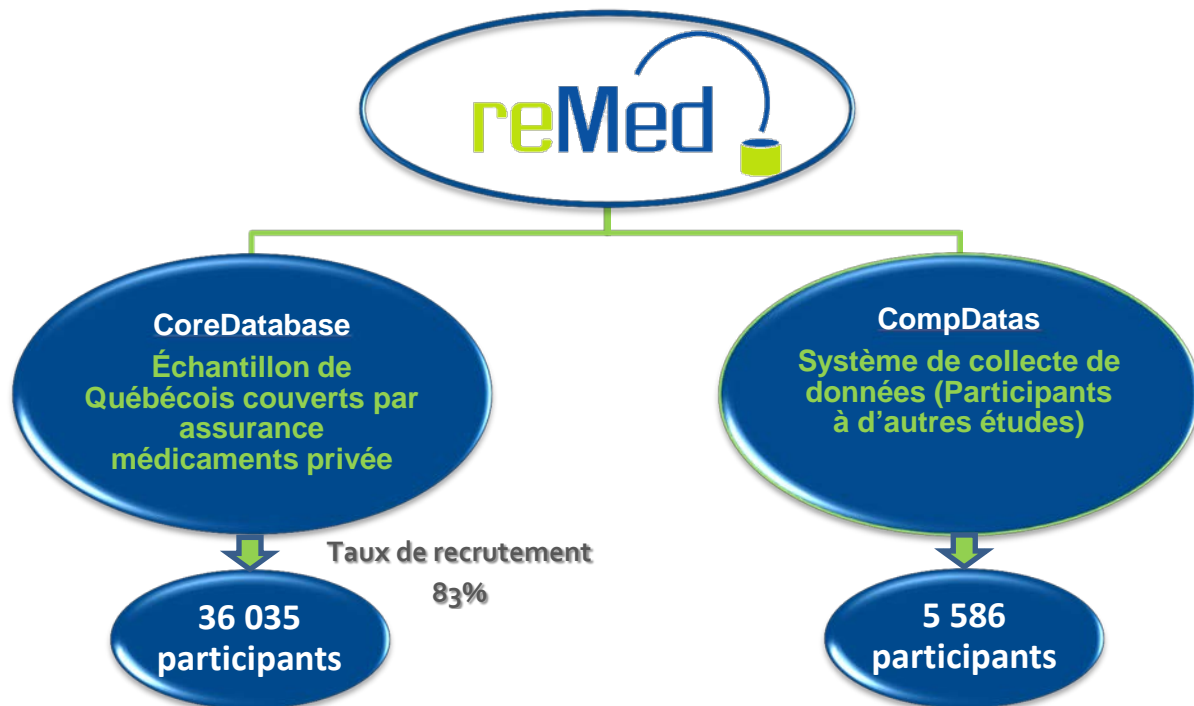 reMed
CoreDatabase
Échantillon de
Québécois couverts par
assurance
médicaments privée
Taux de recrutement
83%
36 035
participants
CompDatas
Système de collecte de
données (Participants
à d’autres études)
5 586
participants